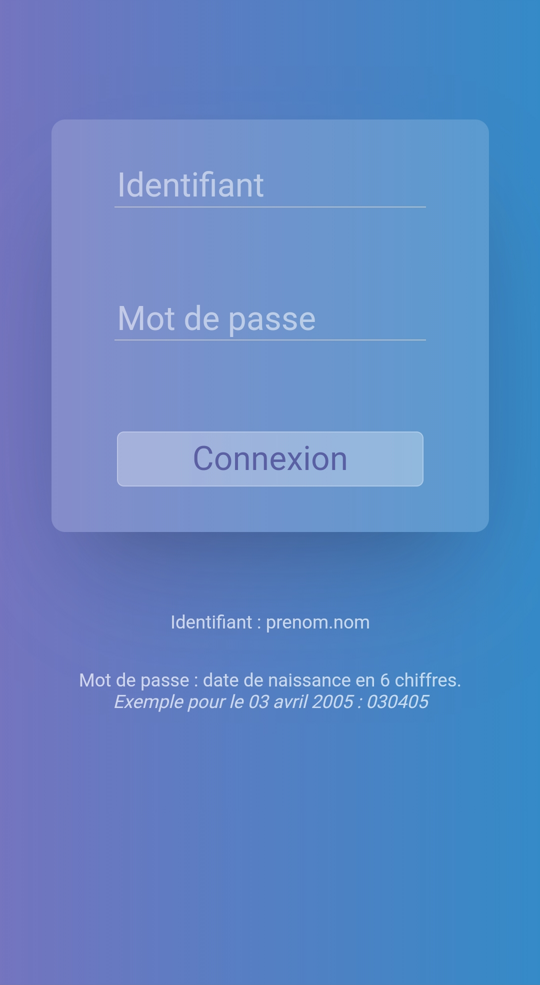 Identifiant
Mot de passe
Connexion
Identifiant : prenom.nom
Mot de passe : date de naissance en 6 chiffres.
Exemple pour le 03 avril 2005 : 030405